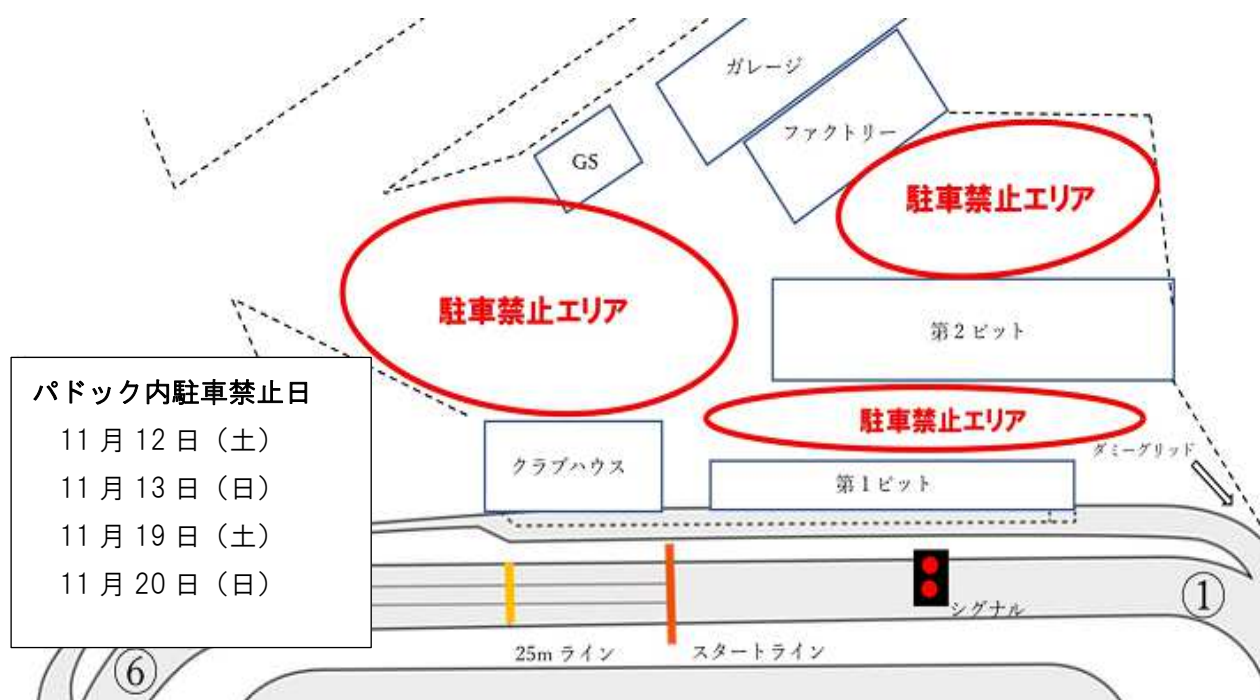 ガレージ
ファクトリー
GS
駐車禁止エリア
駐車禁止エリア
第2ピット
パドック内駐車禁止日
11月12日（土）
11月13日（日）
11月19日（土）
11月20日（日）
駐車禁止エリア
ダミーグリッド
クラブハウス
第1ピット
①
シグナル
25mライン
スタートライン
⑥